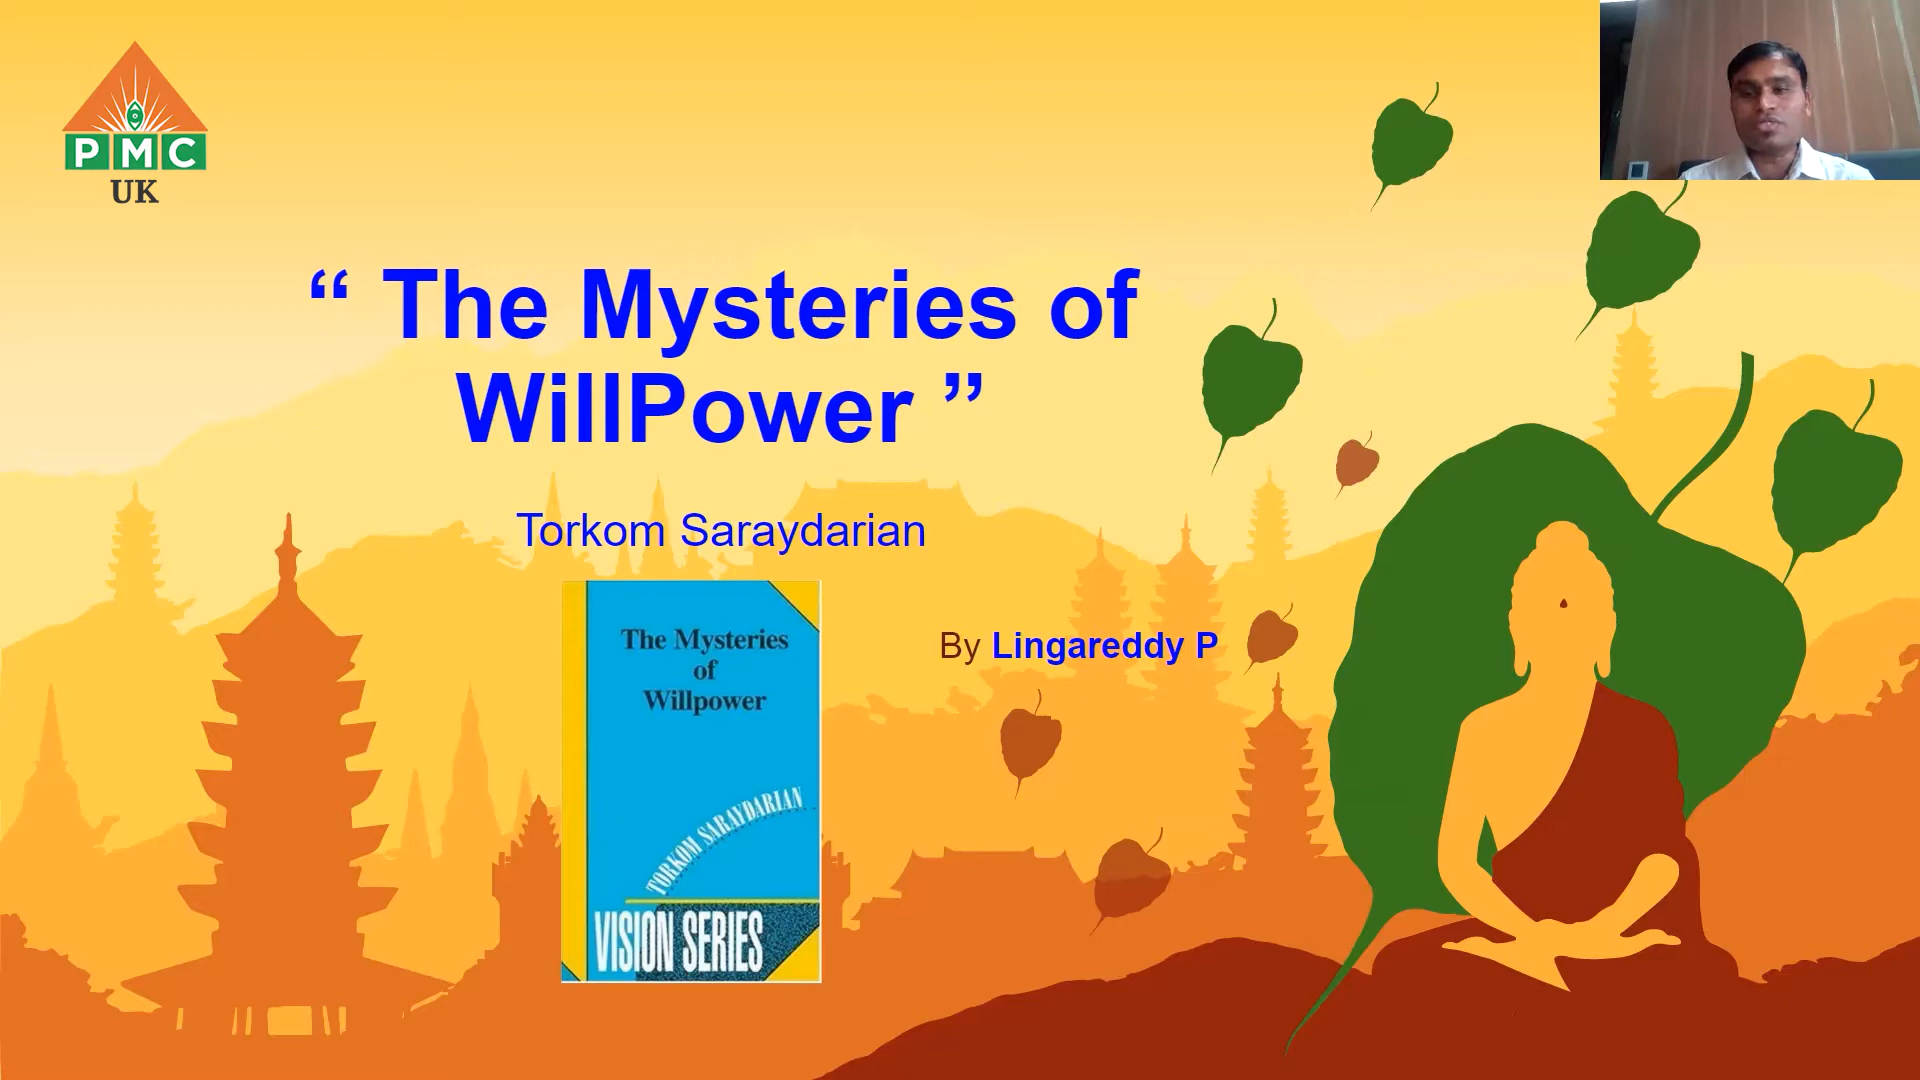 PMC
UK
“ The Mysteries of
WillPower ”
Torkom Saraydarian
By Lingareddy P
The Mysteries
of
Willpower
TORKOM SARAYDARIAN
VISION SERIES